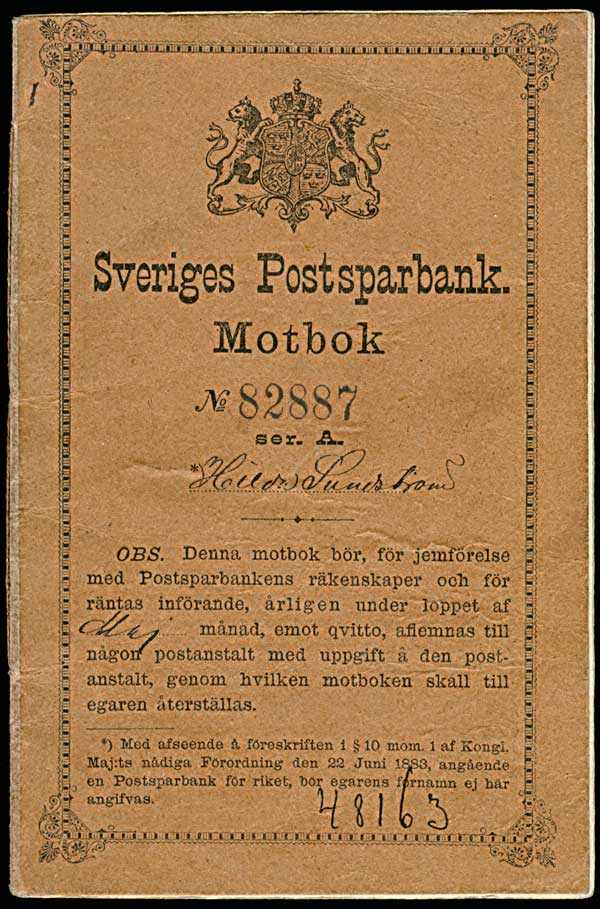 Sveriges Postsparbank.
Motbok
№ 82887
ser. A.
*Hilda Sundström
OBS. Denna motbok bör, för jemförelse
med Postsparbankens räkenskaper och för
räntas införande, årligen under loppet af
Maj månad, emot qvitto, aflemnas till
någon postanstalt med uppgift å den post-
anstalt, genom hvilken motboken skall till
egaren återställas.
*) Med afseende å föreskriften i § 10 mom. 1 af Kongl.
Maj:ts nådiga Förordning den 22 Juni 1883, angående
en Postsparbank för riket, bör egarens förnamn ej här
angifvas.
48163